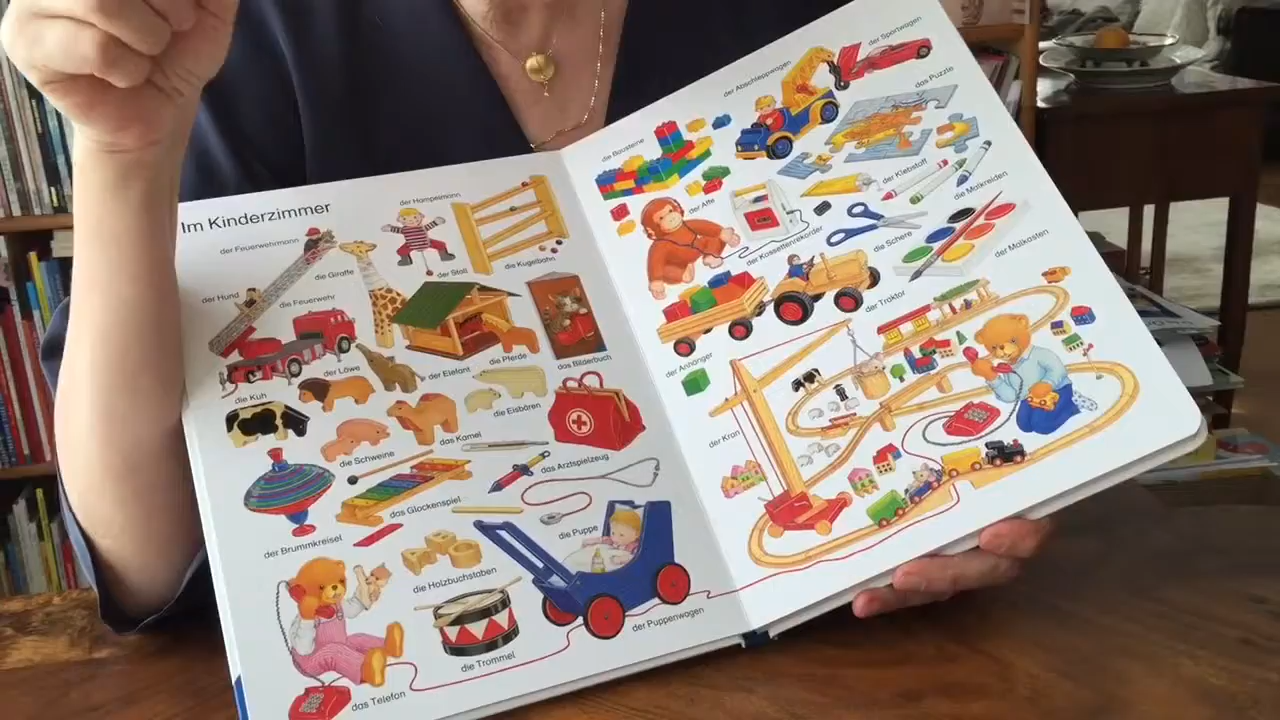 Im Kinderzimmer
der Feuerwehrmann
der Hampelmann
die Giraffe
der Stall
die Kugelbahn
der Hund
die Feuerwehr
die Pferde
das Bilderbuch
der Löwe
der Elefant
die Kuh
die Eisbären
das Kamel
die Schweine
das Arztspielzeug
das Glockenspiel
der Brummkreisel
die Puppe
die Holzbuchstaben
der Puppenwagen
die Trommel
das Telefon
der Sportwagen
der Abschleppwagen
das Puzzle
die Bausteine
der Klebstoff
die Malkreiden
der Affe
der Kassettenrekorder
die Schere
der Malkasten
der Traktor
der Anhänger
der Kran